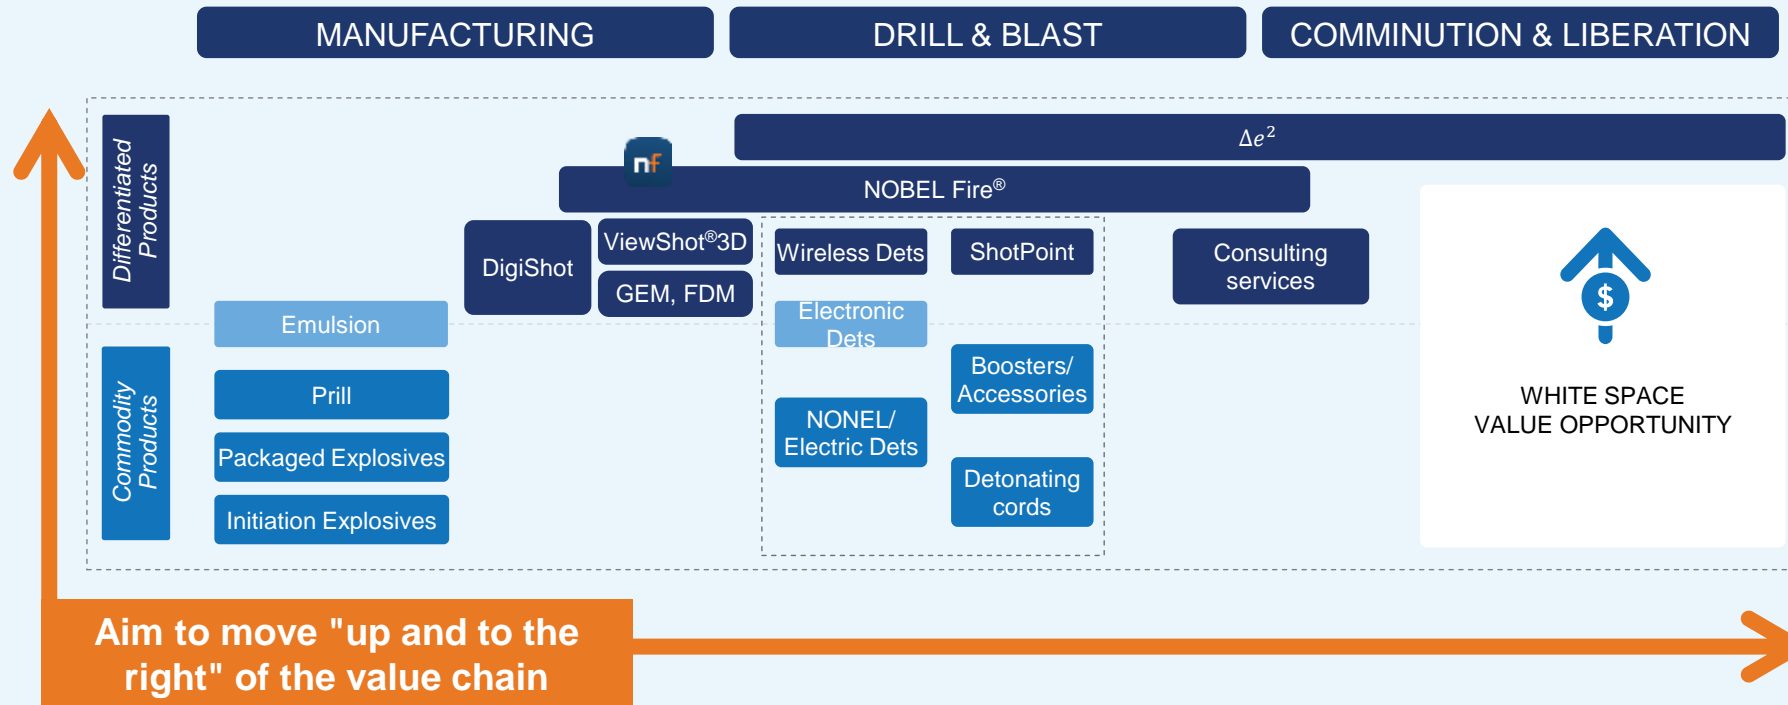 MANUFACTURING
DRILL & BLAST
COMMINUTION & LIBERATION
Differentiated
Products
Δe²
nf
NOBEL Fire®
DigiShot
ViewShot®3D
GEM, FDM
Wireless Dets
ShotPoint
Consulting
services
$
Emulsion
Electronic
Dets
Commodity
Products
Prill
Packaged Explosives
Initiation Explosives
NONEL/
Electric Dets
Boosters/
Accessories
Detonating
cords
WHITE SPACE
VALUE OPPORTUNITY
Aim to move "up and to the
right" of the value chain